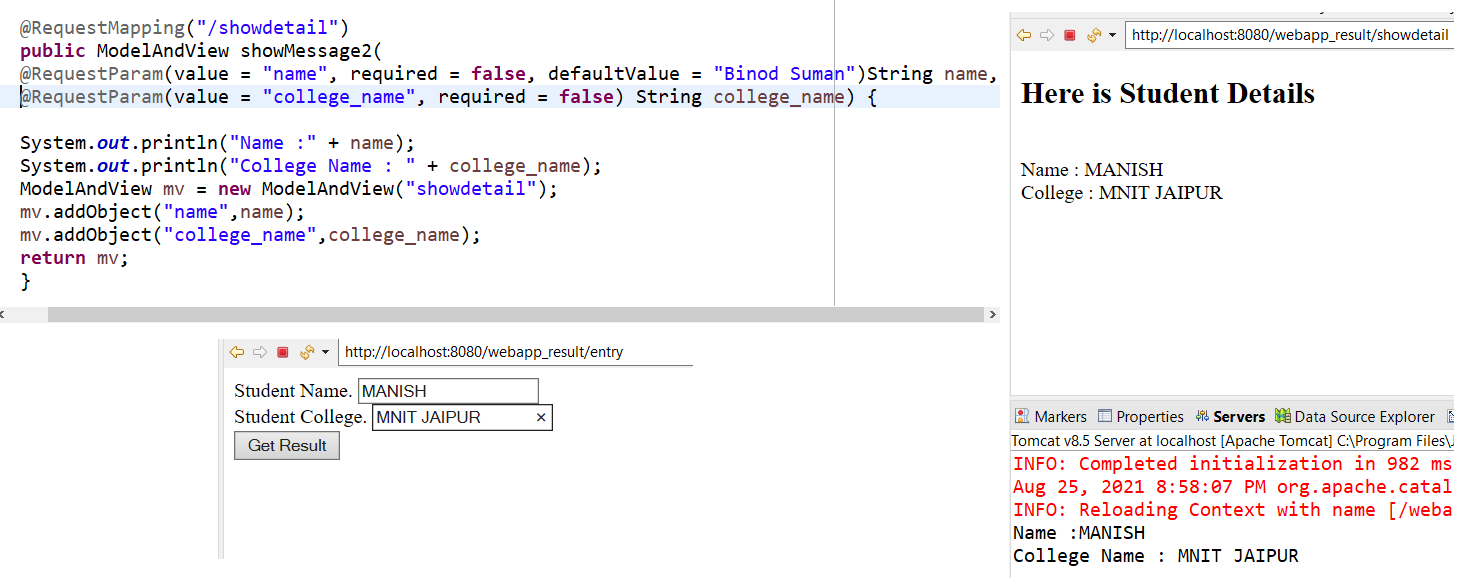 @RequestMapping("/showdetail")
public ModelAndView showMessage2(
@RequestParam(value = "name", required = false, defaultValue = "Binod Suman")String name,
@RequestParam(value = "college_name", required = false) String college_name) {
System.out.println("Name :" + name);
System.out.println("College Name : " + college_name);
ModelAndView mv = new ModelAndView("showdetail");
mv.addObject("name",name);
mv.addObject("college_name",college_name);
return mv;
}
http://localhost:8080/webapp_result/entry
Student Name. MANISH
Student College. MNIT JAIPUR ×
Get Result
http://localhost:8080/webapp_result/showdetail
Here is Student Details
Name : MANISH
College : MNIT JAIPUR
Markers Properties Servers Data Source Explorer
Tomcat v8.5 Server at localhost [Apache Tomcat] C:\Program Files\J
INFO: Completed initialization in 982 ms
Aug 25, 2021 8:58:07 PM org.apache.catal
INFO: Reloading Context with name [/weba
Name :MANISH
College Name : MNIT JAIPUR